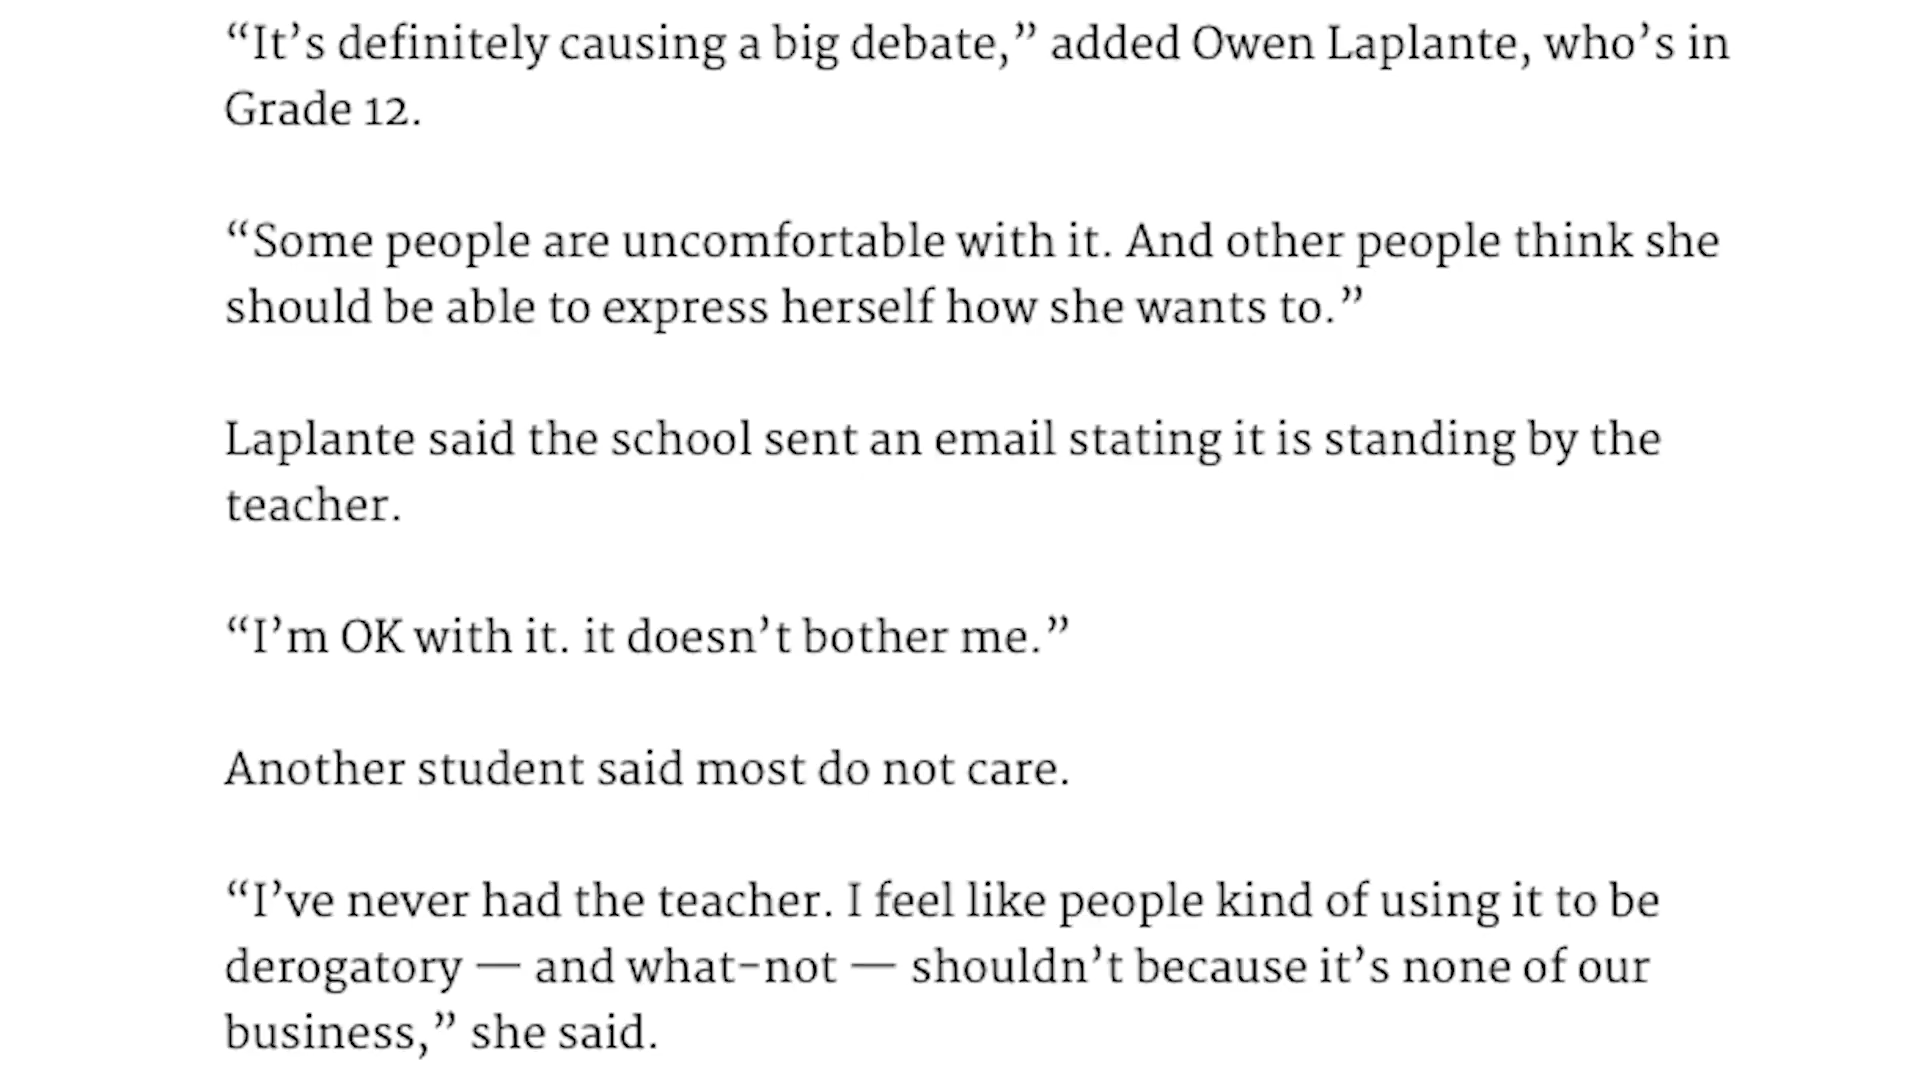 “It’s definitely causing a big debate,” added Owen Laplante, who’s in
Grade 12.
“Some people are uncomfortable with it. And other people think she
should be able to express herself how she wants to.”
Laplante said the school sent an email stating it is standing by the
teacher.
“I’m OK with it. it doesn’t bother me.”
Another student said most do not care.
“I’ve never had the teacher. I feel like people kind of using it to be
derogatory — and what-not — shouldn’t because it’s none of our
business,” she said.